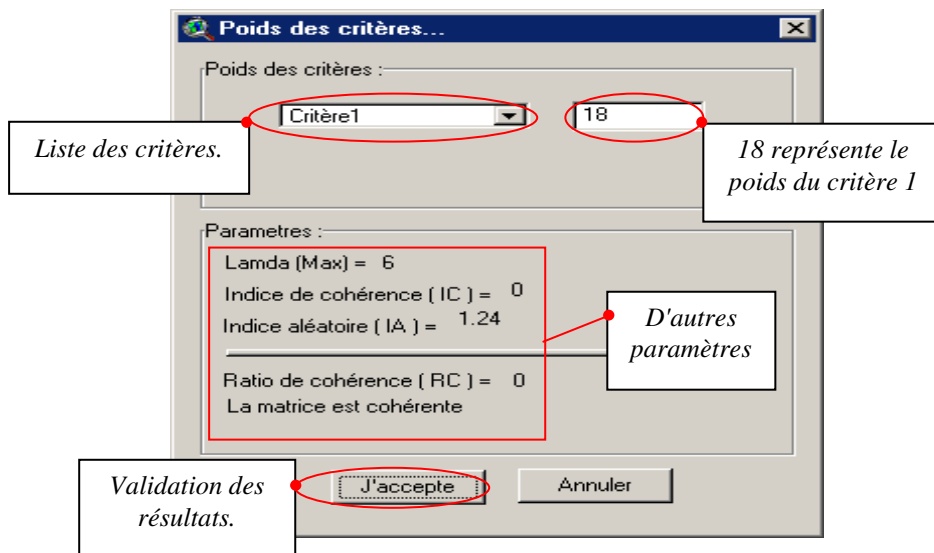 Poids des critères...
Poids des critères :
Critère1
18
Liste des critères.
18 représente le
poids du critère 1
Parametres :
Lamda (Max) = 6
Indice de cohérence ( IC ) = 0
Indice aléatoire ( IA ) = 1.24
D'autres
paramètres
Ratio de cohérence ( RC ) = 0
La matrice est cohérente
Validation des
résultats.
J'accepte
Annuler